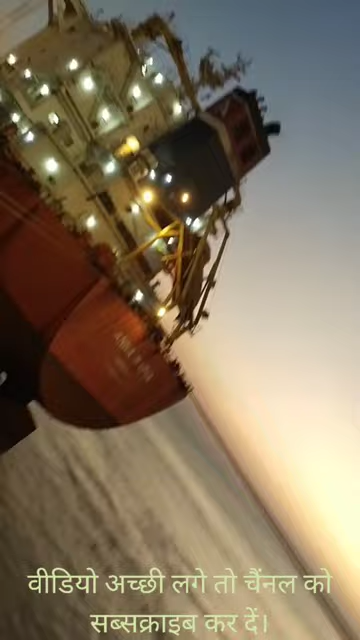 वीडियो अच्छी लगे तो चैंनल को
सब्सक्राइब कर दें।